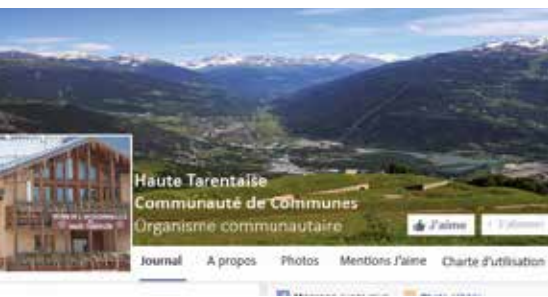 Haute Tarentaise
Communauté de Communes
Organisme communautaire
J'aime
Journal A propos Photos Mentions J'aime Charte d'utilisation